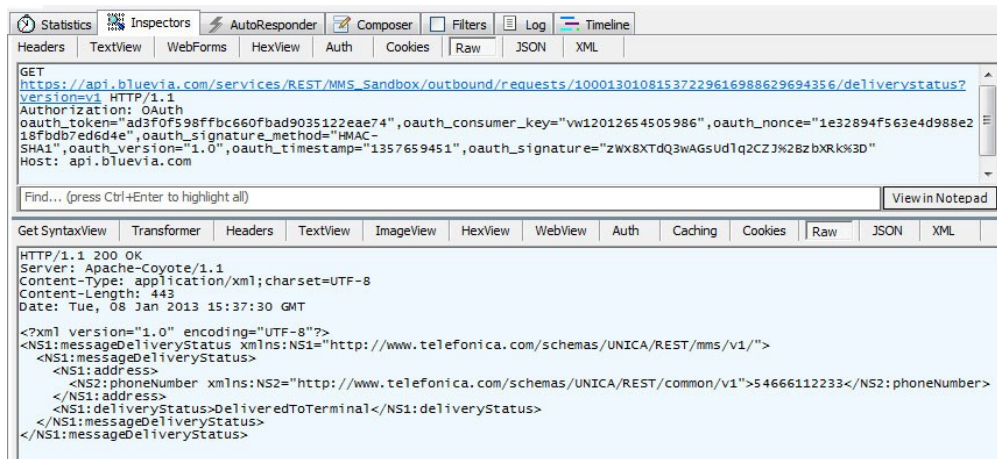 Statistics Inspectors AutoResponder Composer Filters Log Timeline
Headers TextView WebForms HexView Auth Cookies Raw JSON XML
GET
https://api.bluevia.com/services/REST/MMS_Sandbox/outbound/requests/10001301081537229616988629694356/deliverystatus?
version=v1 HTTP/1.1
Authorization: OAuth
oauth_token="ad3f0f598ffbc660fbad9035122eae74",oauth_consumer_key="vw12012654505986",oauth_nonce="1e32894f563e4d988e2
18fbdb7ed6d4e",oauth_signature_method="HMAC-
SHA1",oauth_version="1.0",oauth_timestamp="1357659451",oauth_signature="zWx8XTdQ3wAGsUdlq2CZJ%2BzbXRk%3D"
Host: api.bluevia.com
Find... (press Ctrl+Enter to highlight all) View in Notepad
Get SyntaxView Transformer Headers TextView ImageView HexView WebView Auth Caching Cookies Raw JSON XML
HTTP/1.1 200 OK
Server: Apache-Coyote/1.1
Content-Type: application/xml;charset=UTF-8
Content-Length: 443
Date: Tue, 08 Jan 2013 15:37:30 GMT
<?xml version="1.0" encoding="UTF-8"?>
<NS1:messageDeliveryStatus xmlns:NS1="http://www.telefonica.com/schemas/UNICA/REST/mms/v1/">
<NS1:messageDeliveryStatus>
<NS1:address>
<NS2:phoneNumber xmlns:NS2="http://www.telefonica.com/schemas/UNICA/REST/common/v1">54666112233</NS2:phoneNumber>
</NS1:address>
<NS1:deliveryStatus>DeliveredToTerminal</NS1:deliveryStatus>
</NS1:messageDeliveryStatus>
</NS1:messageDeliveryStatus>